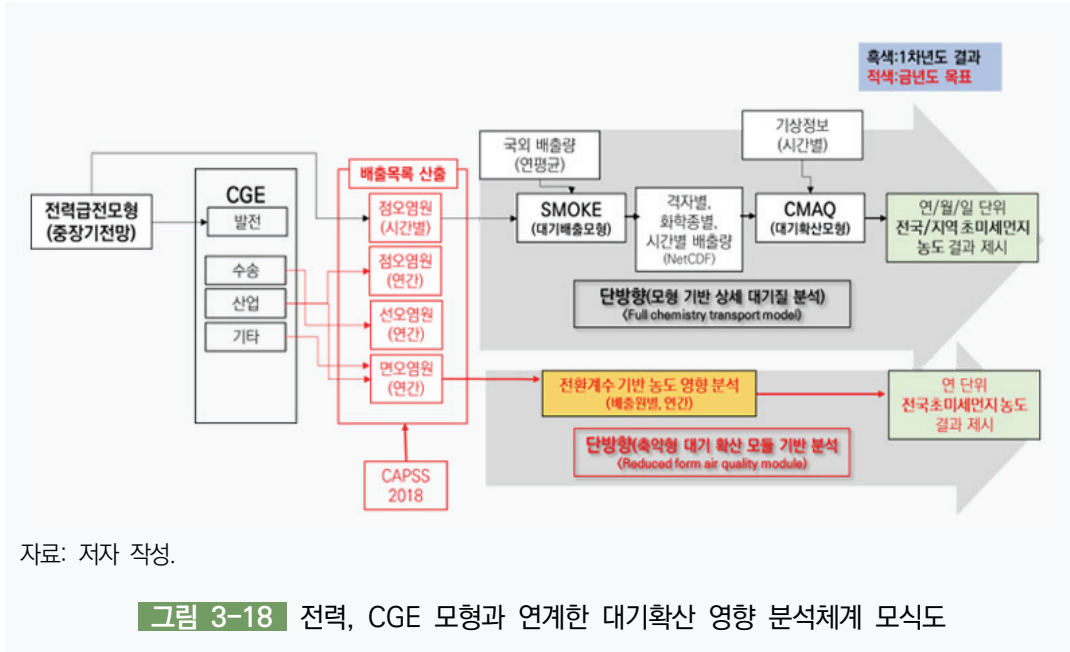 흑색:1차년도 결과
적색:금년도 목표
국외 배출량
(연평균)
기상정보
(시간별)
배출목록 산출
CGE
발전
수송
산업
기타
전력급전모형
(중장기전망)
점오염원
(시간별)
점오염원
(연간)
선오염원
(연간)
면오염원
(연간)
SMOKE
(대기배출모형)
격자별,
화학종별,
시간별 배출량
(NetCDF)
CMAQ
(대기확산모형)
연/월/일 단위
전국/지역 초미세먼지
농도 결과 제시
단방향(모형 기반 상세 대기질 분석)
<Full chemistry transport model>
전환계수 기반 농도 영향 분석
(배출원별, 연간)
연 단위
전국초미세먼지 농도
결과 제시
단방향(축약형 대기 확산 모듈 기반 분석
<Reduced form air quality module>
CAPSS
2018
자료: 저자 작성.
그림 3-18 전력, CGE 모형과 연계한 대기확산 영향 분석체계 모식도